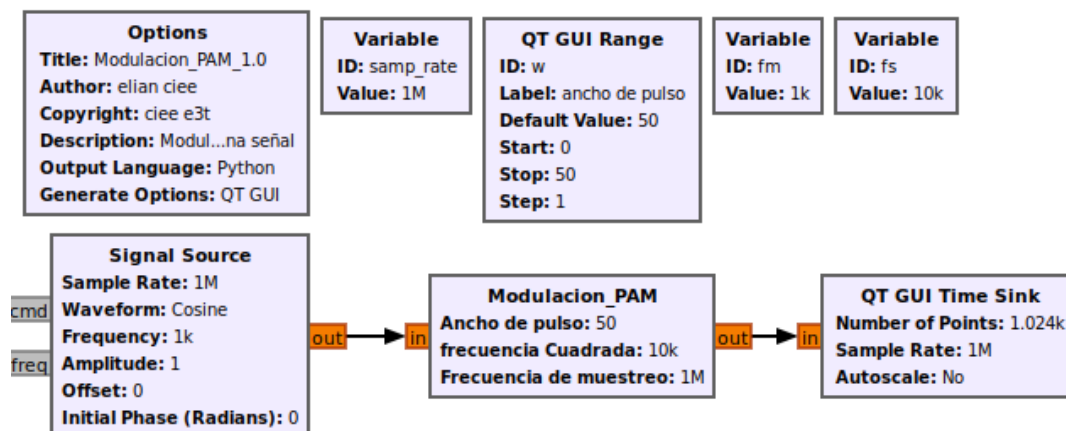 Options
Title: Modulacion_PAM_1.0
Author: elian ciee
Copyright: ciee e3t
Description: Modul...na señal
Output Language: Python
Generate Options: QT GUI
Variable
ID: samp_rate
Value: 1M
QT GUI Range
ID: w
Label: ancho de pulso
Default Value: 50
Start: 0
Stop: 50
Step: 1
Variable
ID: fm
Value: 1k
Variable
ID: fs
Value: 10k
Signal Source
Sample Rate: 1M
Waveform: Cosine
Frequency: 1k
Amplitude: 1
Offset: 0
Initial Phase (Radians): 0
cmd
freq
out
in
Modulacion_PAM
Ancho de pulso: 50
frecuencia Cuadrada: 10k
Frecuencia de muestreo: 1M
out
in
QT GUI Time Sink
Number of Points: 1.024k
Sample Rate: 1M
Autoscale: No